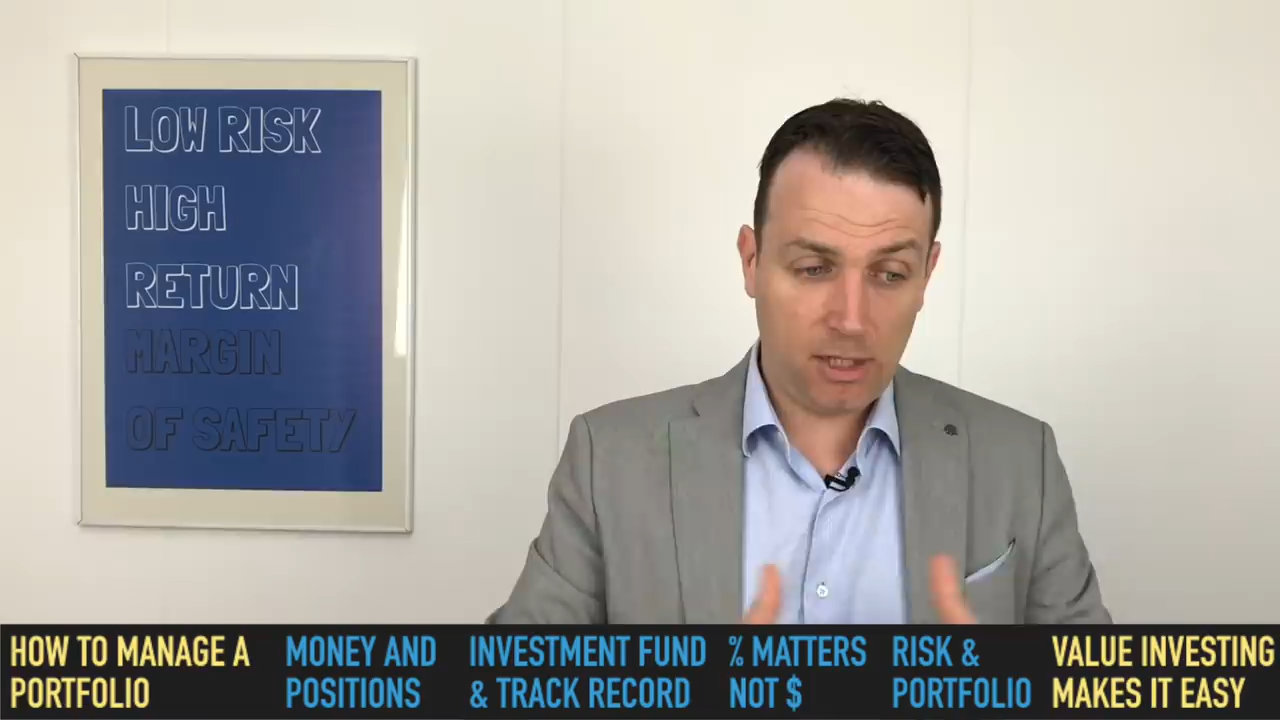 LOW RISK
HIGH
RETURN
MARGIN
OF SAFETY
HOW TO MANAGE A
PORTFOLIO
MONEY AND
POSITIONS
INVESTMENT FUND
& TRACK RECORD
% MATTERS
NOT $
RISK &
PORTFOLIO
VALUE INVESTING
MAKES IT EASY